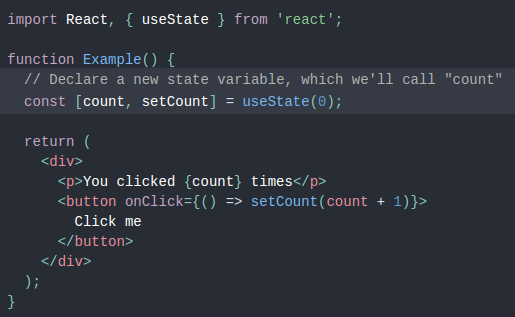 import React, { useState } from 'react';

function Example() {
  // Declare a new state variable, which we'll call "count"
  const [count, setCount] = useState(0);

  return (
    <div>
      <p>You clicked {count} times</p>
      <button onClick={() => setCount(count + 1)}>
        Click me
      </button>
    </div>
  );
}